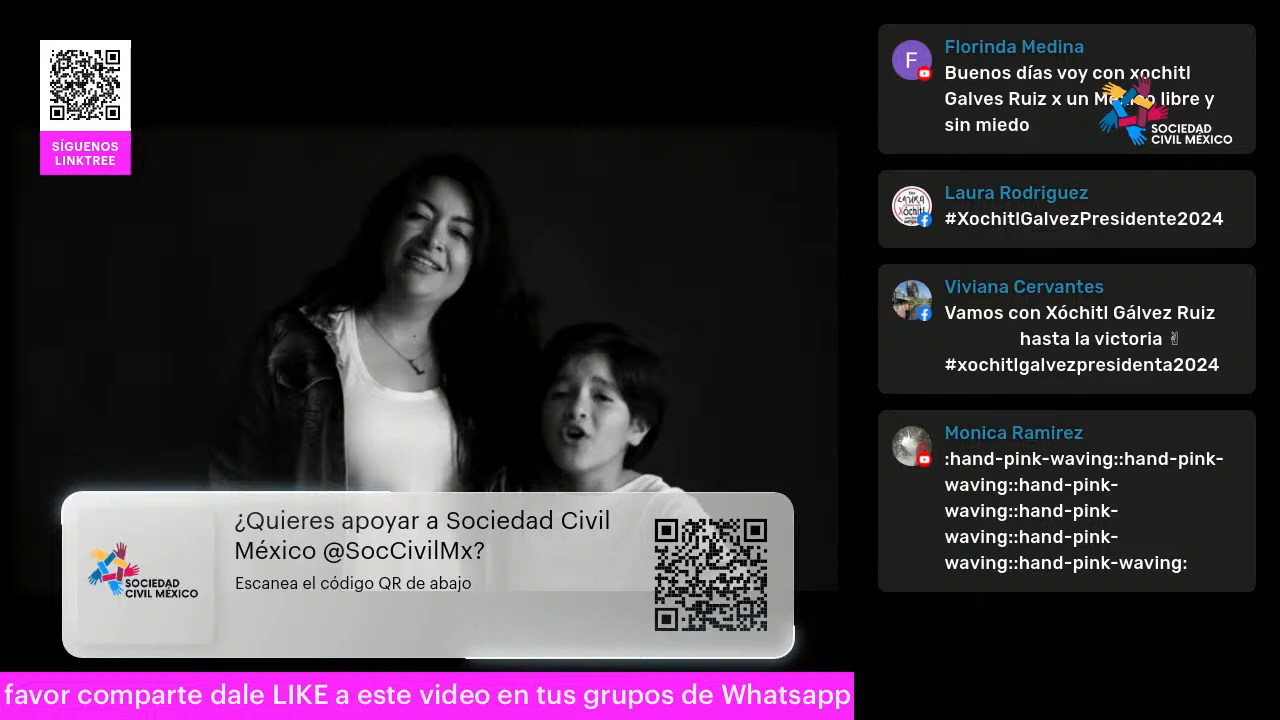 SÍGUENOS
LINKTREE
¿Quieres apoyar a Sociedad Civil
México @SocCivilMx?
Escanea el código QR de abajo
SOCIEDAD
CIVIL MÉXICO
favor comparte dale LIKE a este video en tus grupos de Whatsapp
F
Florinda Medina
Buenos días voy con xochitl
Galves Ruiz x un México libre y
sin miedo
SOCIEDAD
CIVIL MÉXICO
Laura Rodriguez
#XochitlGalvezPresidente2024
Viviana Cervantes
Vamos con Xóchitl Gálvez Ruiz
hasta la victoria ✌
#xochitlgalvezpresidenta2024
Monica Ramirez
:hand-pink-waving::hand-pink-
waving::hand-pink-
waving::hand-pink-
waving::hand-pink-
waving::hand-pink-waving: